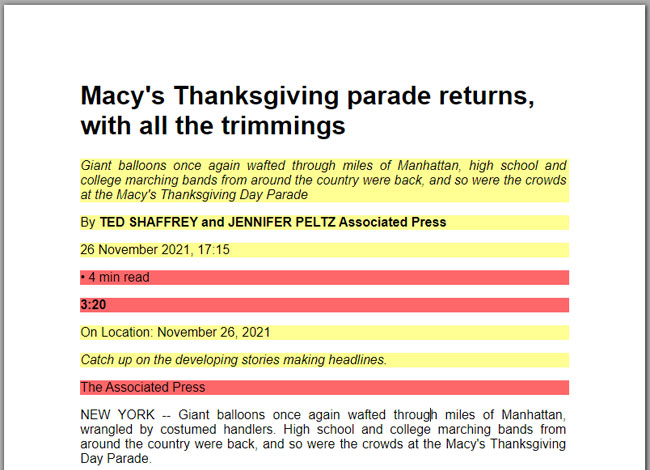 Macy's Thanksgiving parade returns,
with all the trimmings
Giant balloons once again wafted through miles of Manhattan, high school and
college marching bands from around the country were back, and so were the crowds
at the Macy's Thanksgiving Day Parade
By TED SHAFFREY and JENNIFER PELTZ Associated Press
26 November 2021, 17:15
• 4 min read
3:20
On Location: November 26, 2021
Catch up on the developing stories making headlines.
The Associated Press
NEW YORK -- Giant balloons once again wafted through miles of Manhattan,
wrangled by costumed handlers. High school and college marching bands from
around the country were back, and so were the crowds at the Macy's Thanksgiving
Day Parade.